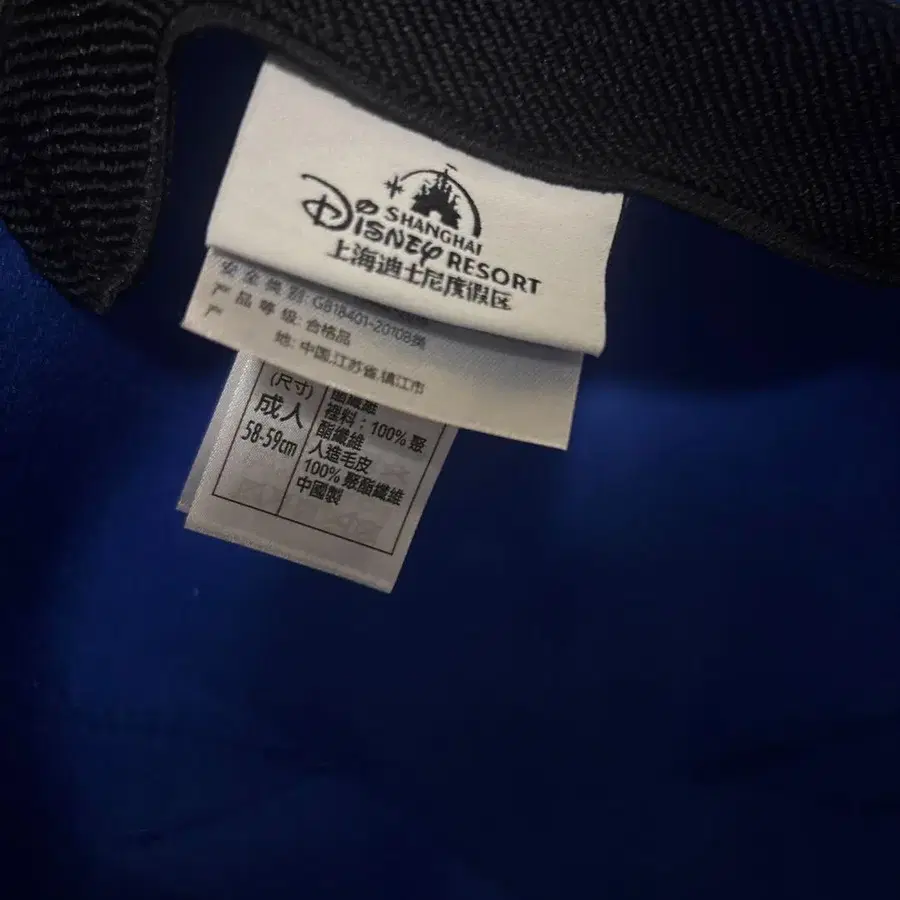 SHANGHAI
DISNEY RESORT
上海迪士尼度假区
安全类别: GB18401-2010B类
产品等级: 合格品
产 地: 中国,江苏省,镇江市
(尺寸)
成人
58-59cm
酯纖維
裡料：100% 聚
酯纖維
人造毛皮
100% 聚酯纖維
中國製